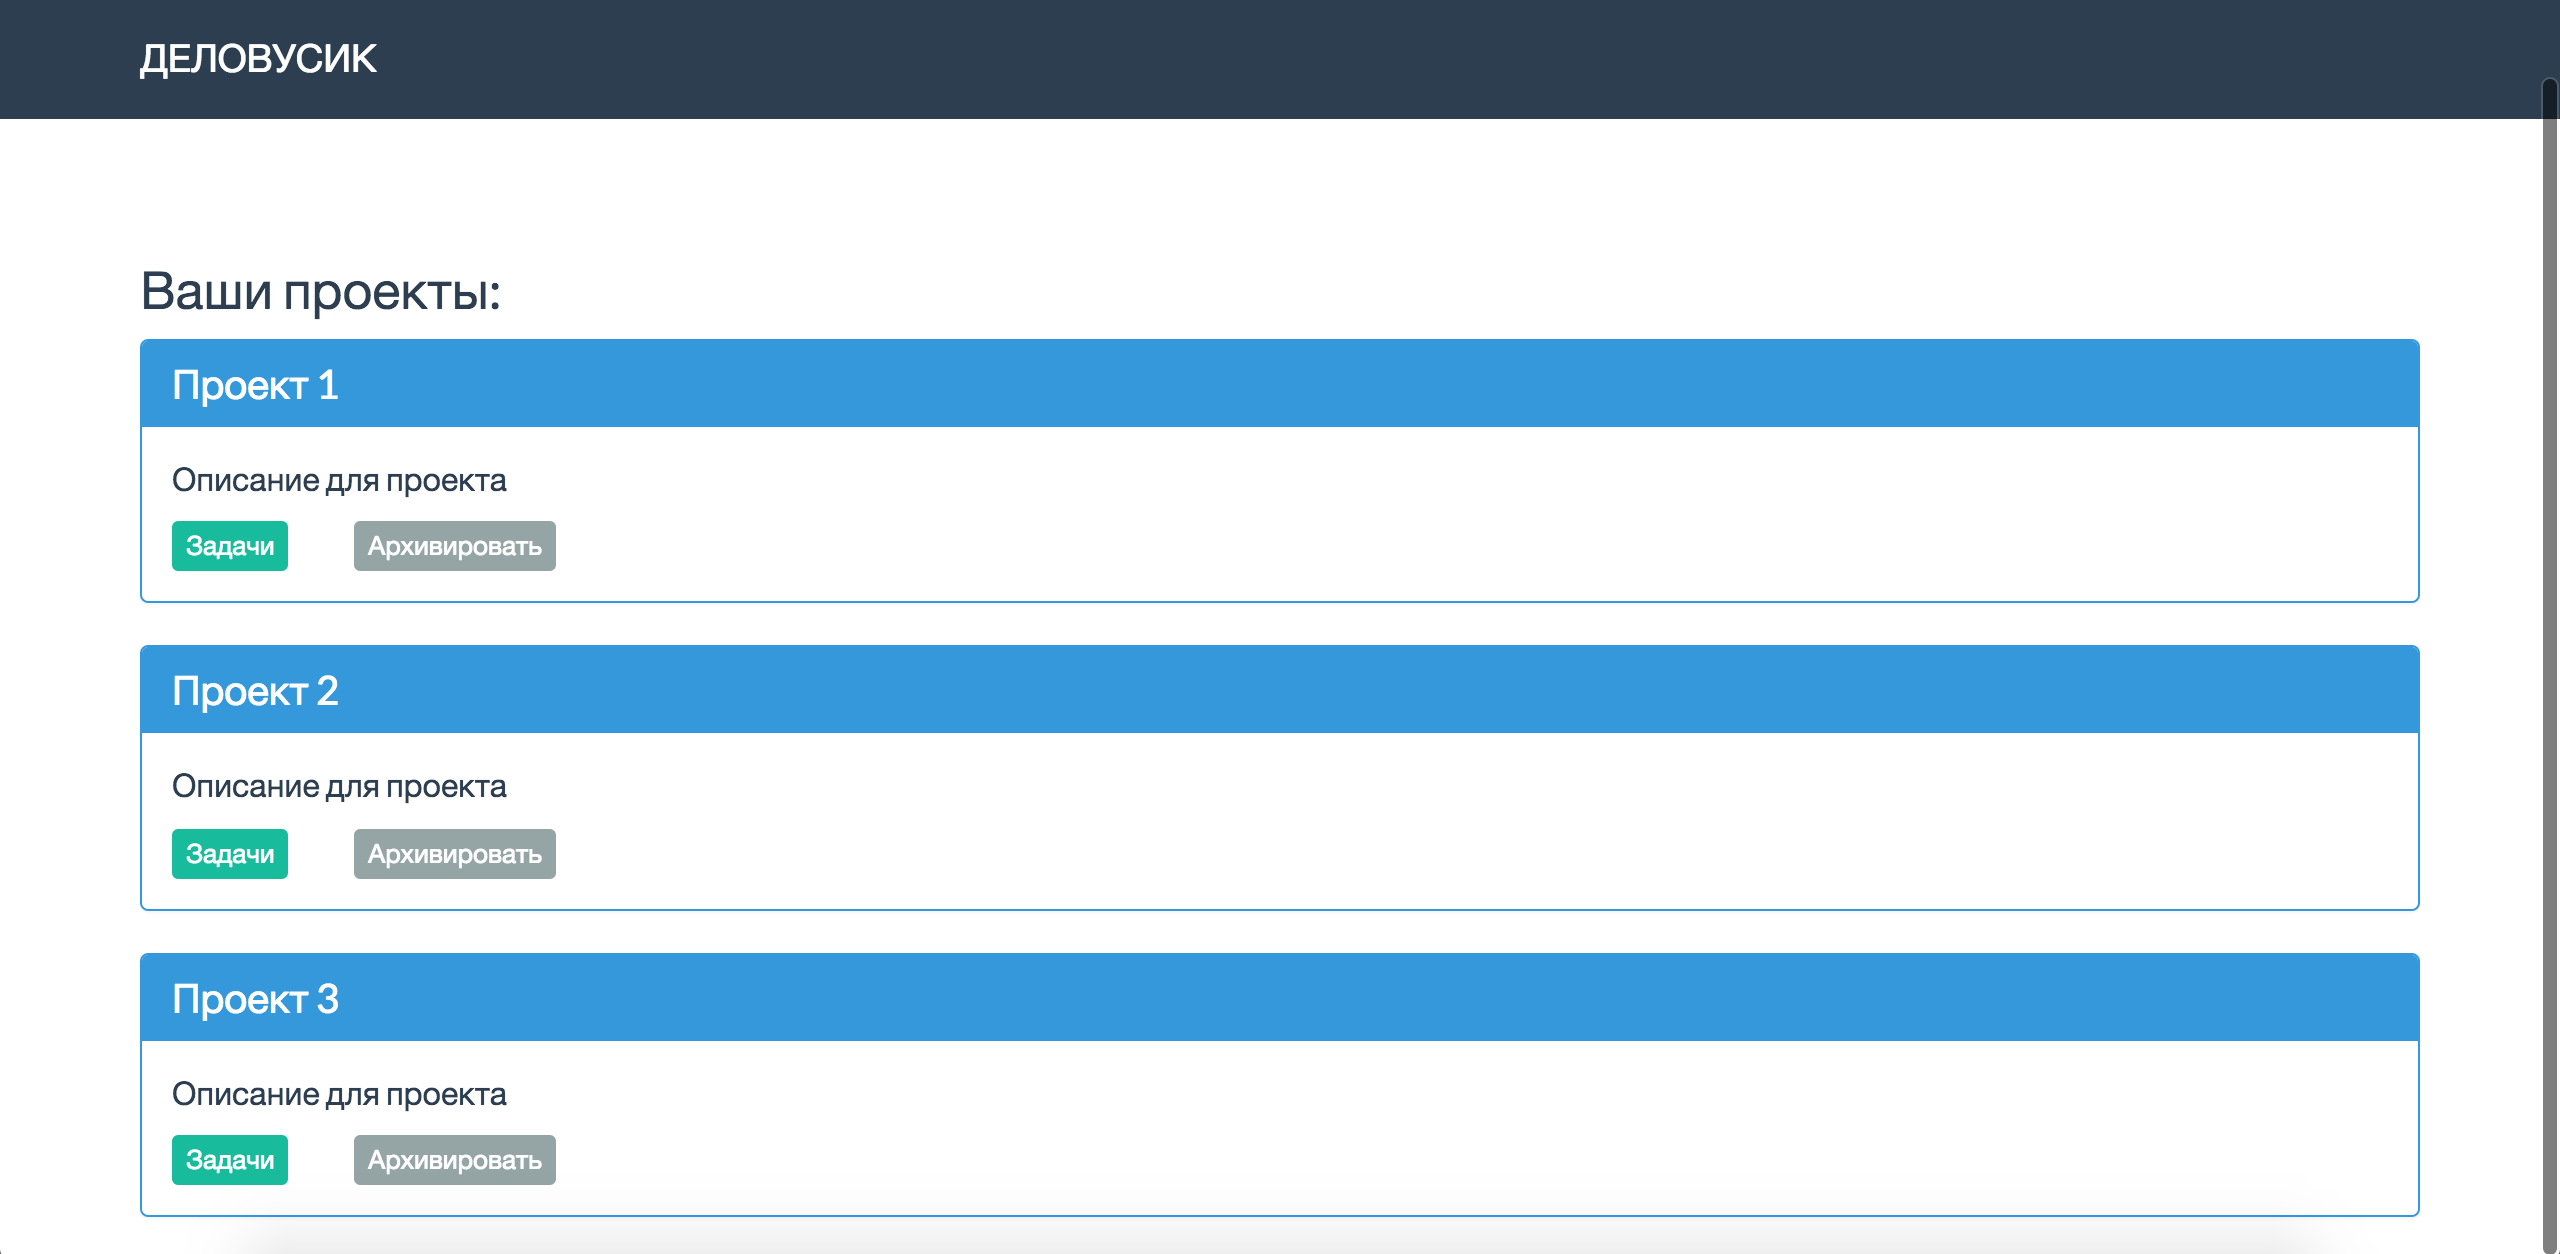 ДЕЛОВУСИК
Ваши проекты:
Проект 1
Описание для проекта
Задачи Архивировать
Проект 2
Описание для проекта
Задачи Архивировать
Проект 3
Описание для проекта
Задачи Архивировать